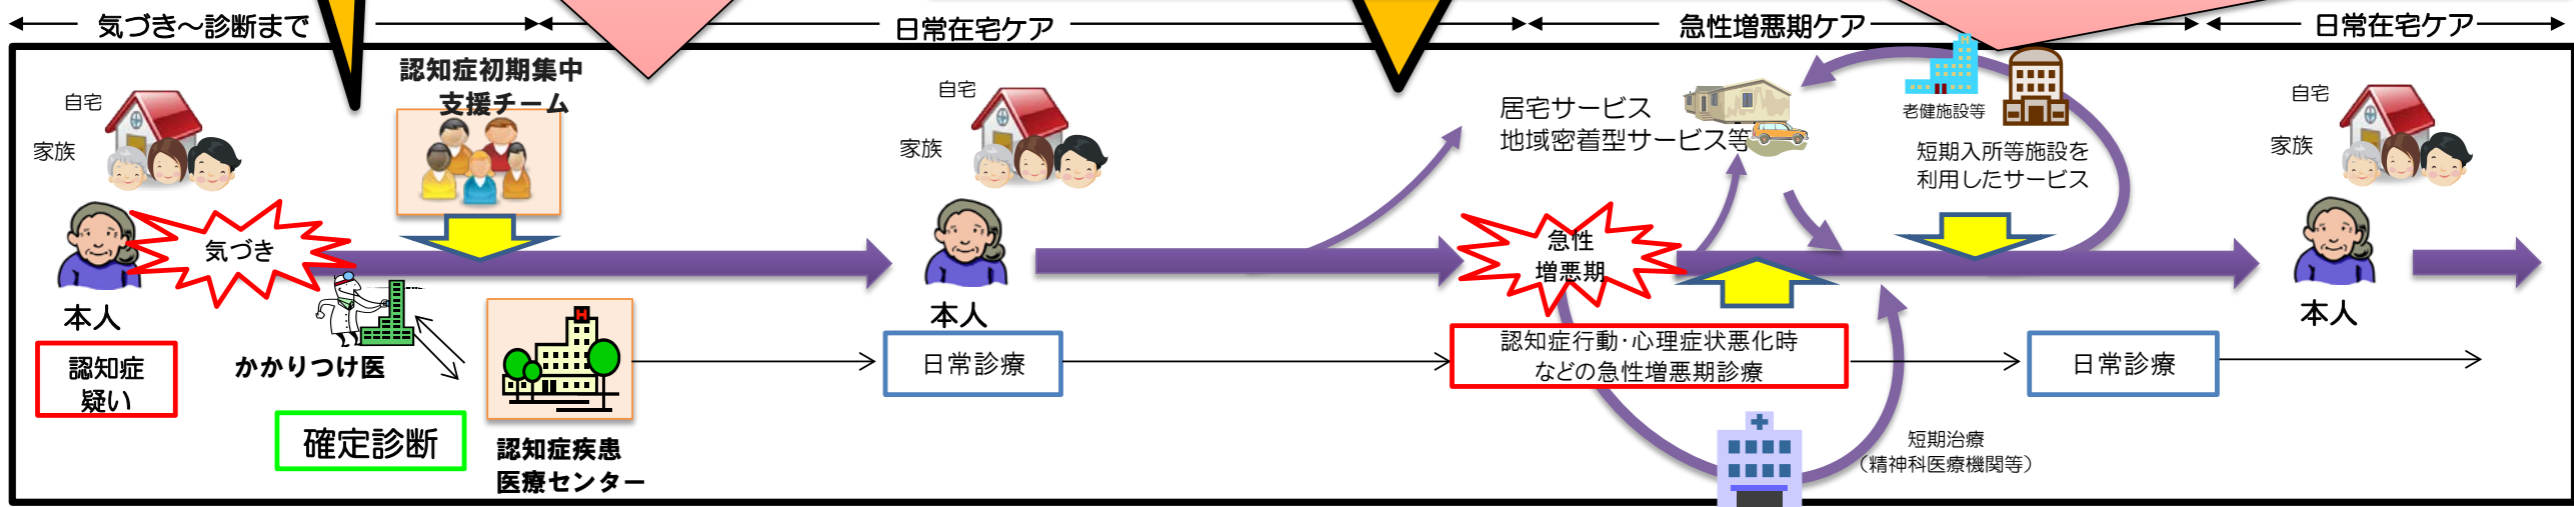 気づき～診断まで
日常在宅ケア
急性増悪期ケア
日常在宅ケア
自宅
家族
本人
認知症
疑い
気づき
認知症初期集中
支援チーム
かかりつけ医
確定診断
認知症疾患
医療センター
自宅
家族
本人
日常診療
居宅サービス
地域密着型サービス等
急性
増悪期
認知症行動・心理症状悪化時
などの急性増悪期診療
老健施設等
短期入所等施設を
利用したサービス
短期治療
（精神科医療機関等）
日常診療
自宅
家族
本人